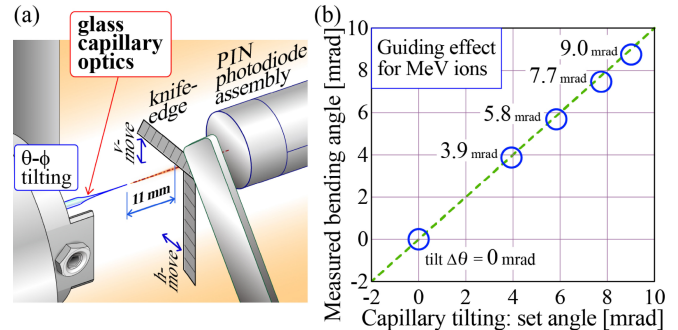 (a)
glass
capillary
optics
PIN
photodiode
assembly
knife-
edge
v-
move
θ-ϕ
tilting
11 mm
h-
move
(b)
Measured bending angle [mrad]
10
8
6
4
2
0
-2
Guiding effect
for MeV ions
9.0 mrad
7.7 mrad
5.8 mrad
3.9 mrad
tilt Δθ = 0 mrad
-2 0 2 4 6 8 10
Capillary tilting: set angle [mrad]